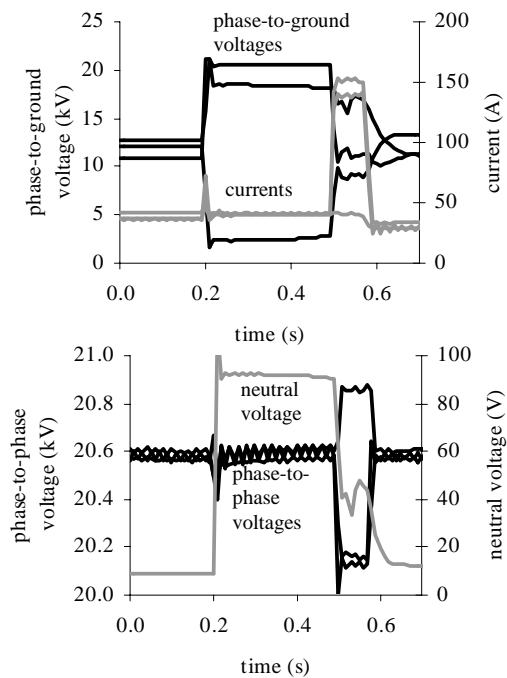 phase-to-ground voltages
currents
phase-to-ground voltage (kV)
25
20
15
10
5
0
current (A)
200
150
100
50
0
0.0 0.2 0.4 0.6
time (s)
neutral voltage
phase-to-phase voltages
phase-to-phase voltage (kV)
21.0
20.8
20.6
20.4
20.2
20.0
neutral voltage (V)
100
80
60
40
20
0
0.0 0.2 0.4 0.6
time (s)